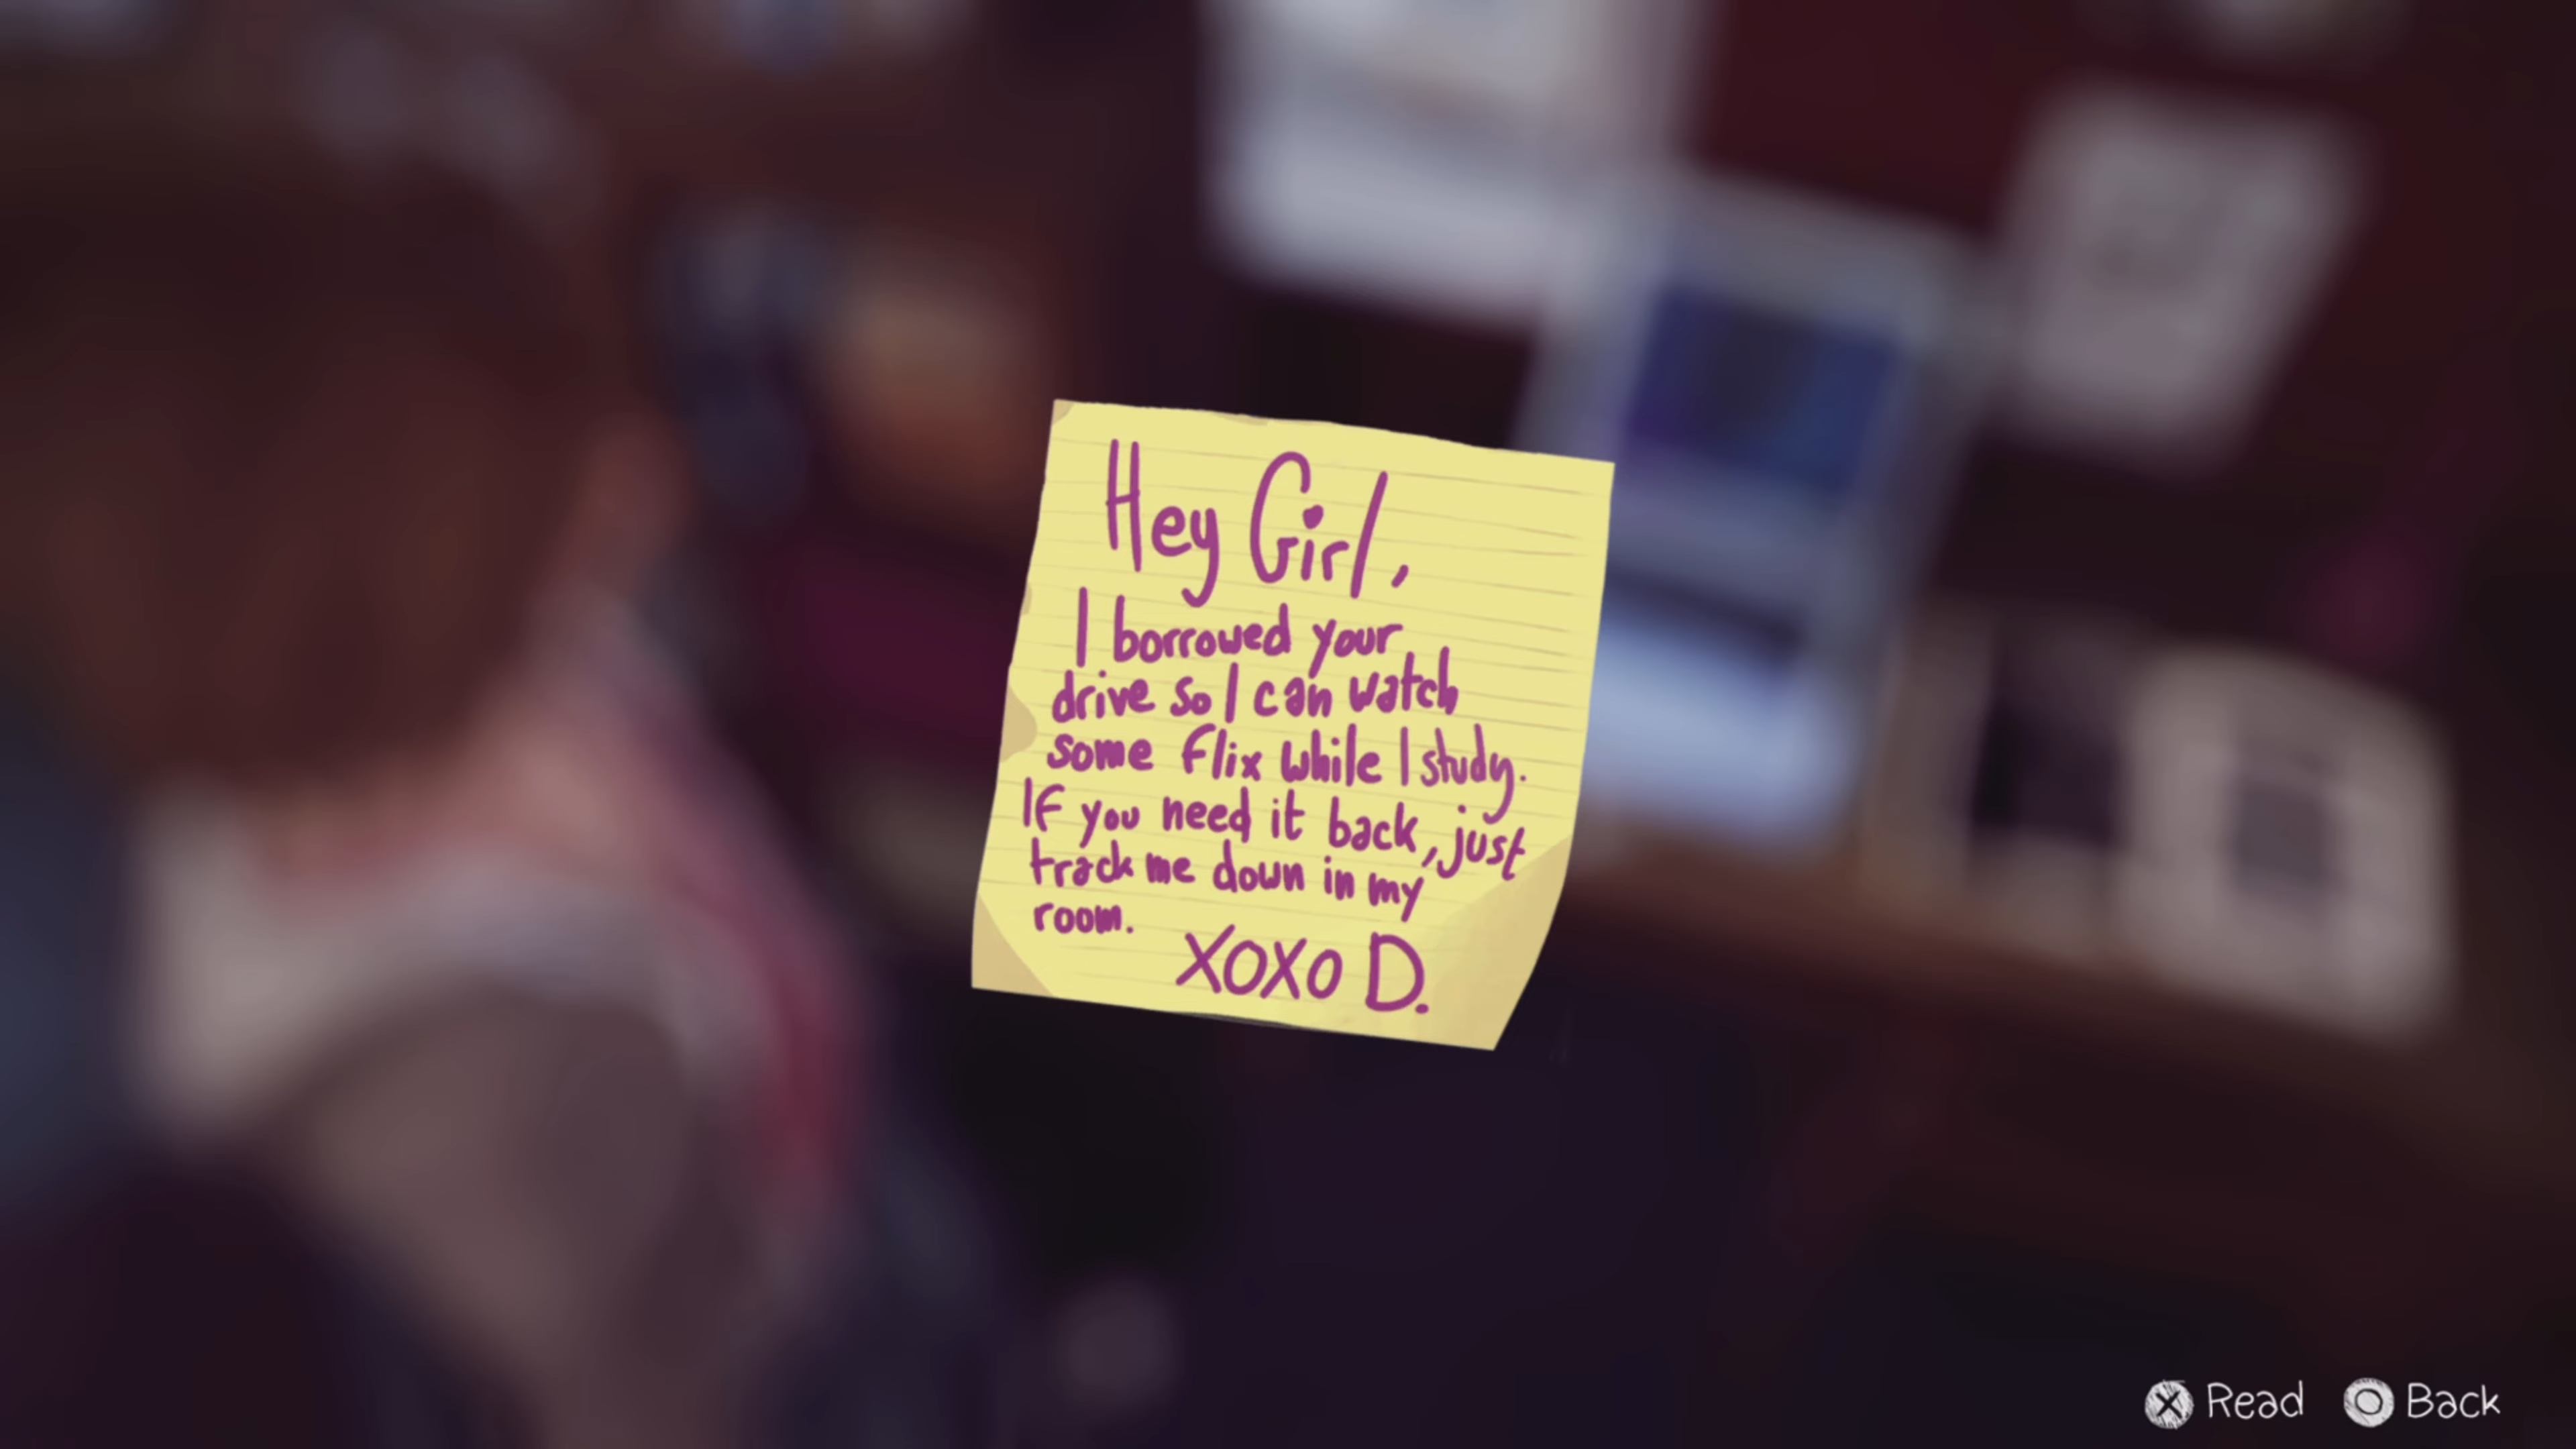 Hey Girl,
I borrowed your
drive so I can watch
some Flix while I study.
If you need it back, just
track me down in my
room.
XOXO D.
Read
Back